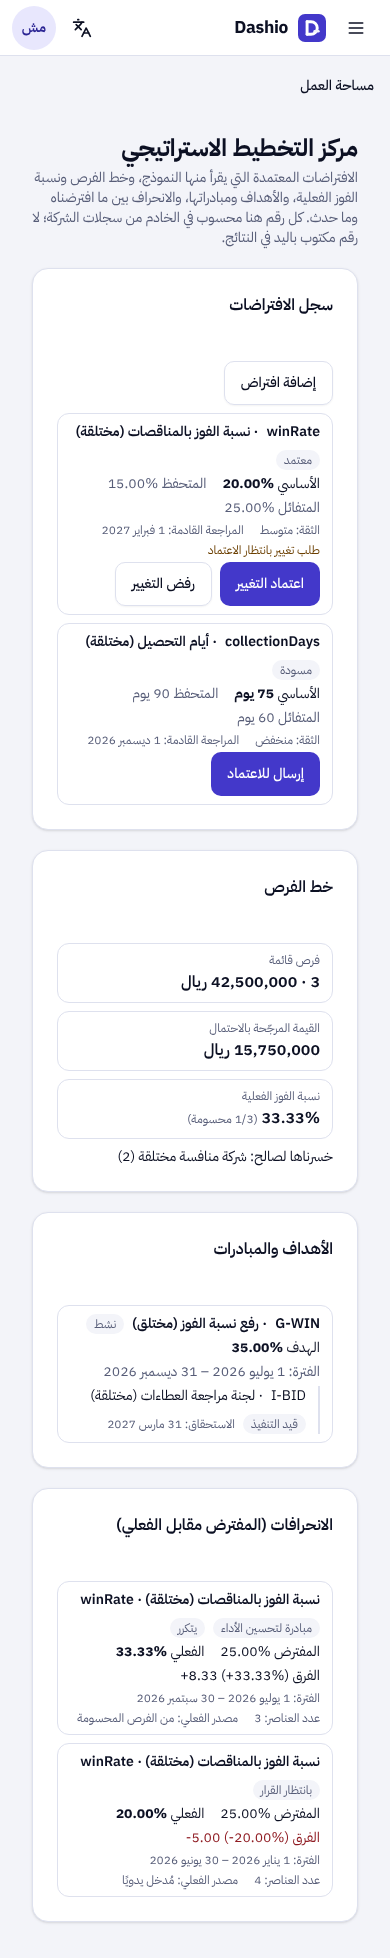 Dashio
مش
مساحة العمل
مركز التخطيط الاستراتيجي
الافتراضات المعتمدة التي يقرأ منها النموذج، وخط الفرص ونسبة
الفوز الفعلية، والأهداف ومبادراتها، والانحراف بين ما افترضناه
وما حدث. كل رقم هنا محسوب في الخادم من سجلات الشركة؛ لا
رقم مكتوب باليد في النتائج.
سجل الافتراضات
إضافة افتراض
winRate · نسبة الفوز بالمناقصات (مختلقة)
معتمد
الأساسي 20.00% المتحفظ 15.00%
المتفائل 25.00%
الثقة: متوسط المراجعة القادمة: 1 فبراير 2027
طلب تغيير بانتظار الاعتماد
اعتماد التغيير رفض التغيير
collectionDays · أيام التحصيل (مختلقة)
مسودة
الأساسي 75 يوم المتحفظ 90 يوم
المتفائل 60 يوم
الثقة: منخفض المراجعة القادمة: 1 ديسمبر 2026
إرسال للاعتماد
خط الفرص
فرص قائمة
3 · 42,500,000 ريال
القيمة المرجّحة بالاحتمال
15,750,000 ريال
نسبة الفوز الفعلية
33.33% (1/3 محسومة)
خسرناها لصالح: شركة منافسة مختلقة (2)
الأهداف والمبادرات
G-WIN · رفع نسبة الفوز (مختلق) نشط
الهدف 35.00%
الفترة: 1 يوليو 2026 – 31 ديسمبر 2026
I-BID · لجنة مراجعة العطاءات (مختلقة)
قيد التنفيذ الاستحقاق: 31 مارس 2027
الانحرافات (المفترض مقابل الفعلي)
نسبة الفوز بالمناقصات (مختلقة) · winRate
مبادرة لتحسين الأداء يتكرر
المفترض 25.00% الفعلي 33.33%
الفرق +8.33 (+33.33%)
الفترة: 1 يوليو 2026 – 30 سبتمبر 2026
عدد العناصر: 3 مصدر الفعلي: من الفرص المحسومة
نسبة الفوز بالمناقصات (مختلقة) · winRate
بانتظار القرار
المفترض 25.00% الفعلي 20.00%
الفرق -5.00 (-20.00%)
الفترة: 1 يناير 2026 – 30 يونيو 2026
عدد العناصر: 4 مصدر الفعلي: مُدخل يدويًا